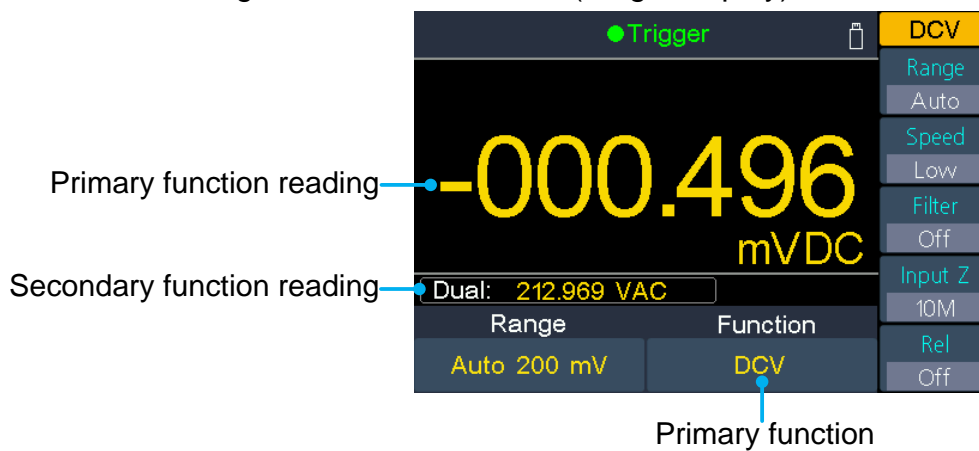 Trigger
DCV
Range
Auto
Speed
Low
Filter
Off
Input Z
10M
Rel
Off
Primary function reading
-000.496
mVDC
Secondary function reading
Dual: 212.969 VAC
Range Function
Auto 200 mV DCV
Primary function